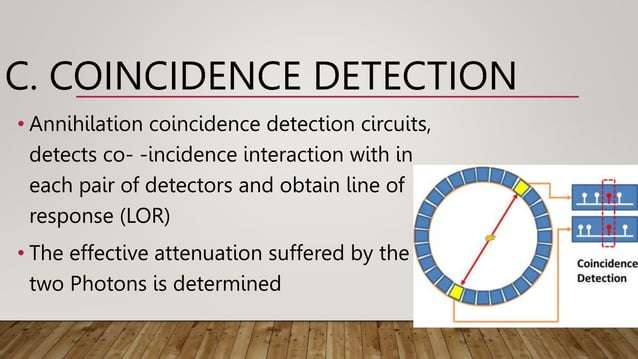 C. COINCIDENCE DETECTION
• Annihilation coincidence detection circuits,
detects co- -incidence interaction with in
each pair of detectors and obtain line of
response (LOR)
• The effective attenuation suffered by the
two Photons is determined
Coincidence
Detection